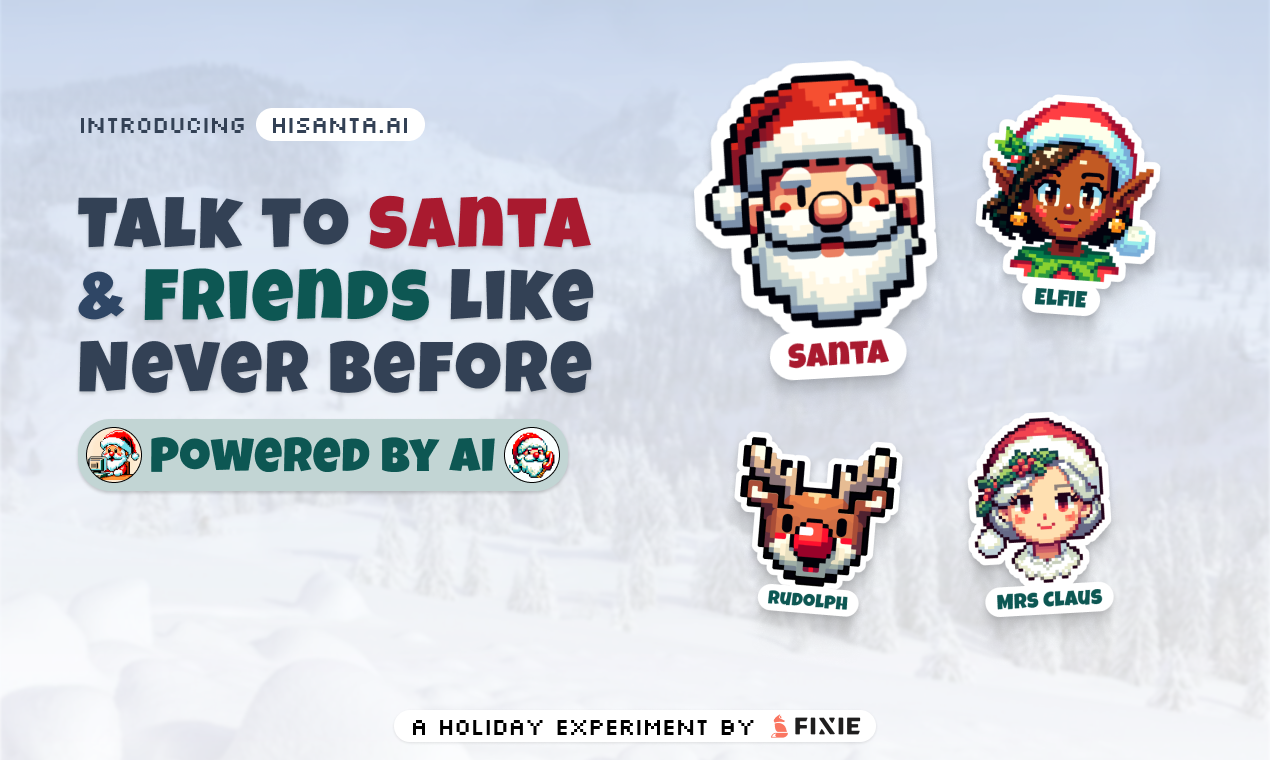 INTRODUCING HISANTA.AI
TALK TO SANTA
& FRIENDS LIKE
NEVER BEFORE
POWERED BY AI
SANTA
ELFIE
RUDOLPH
MRS CLAUS
A HOLIDAY EXPERIMENT BY FIXIE